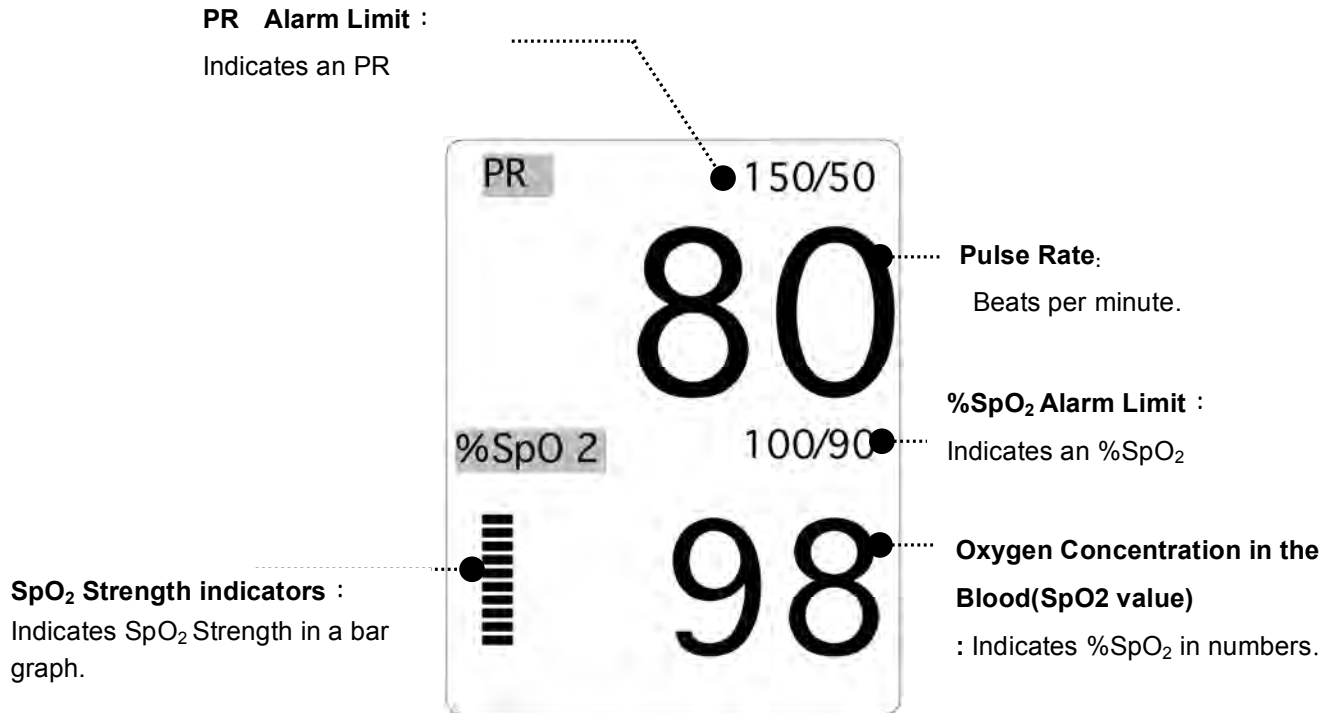 PR Alarm Limit：
Indicates an PR
PR
150/50
80
Pulse Rate:
Beats per minute.
%SpO₂ Alarm Limit：
Indicates an %SpO₂
%SpO 2
100/90
98
Oxygen Concentration in the
Blood(SpO2 value)
: Indicates %SpO₂ in numbers.
SpO₂ Strength indicators：
Indicates SpO₂ Strength in a bar
graph.